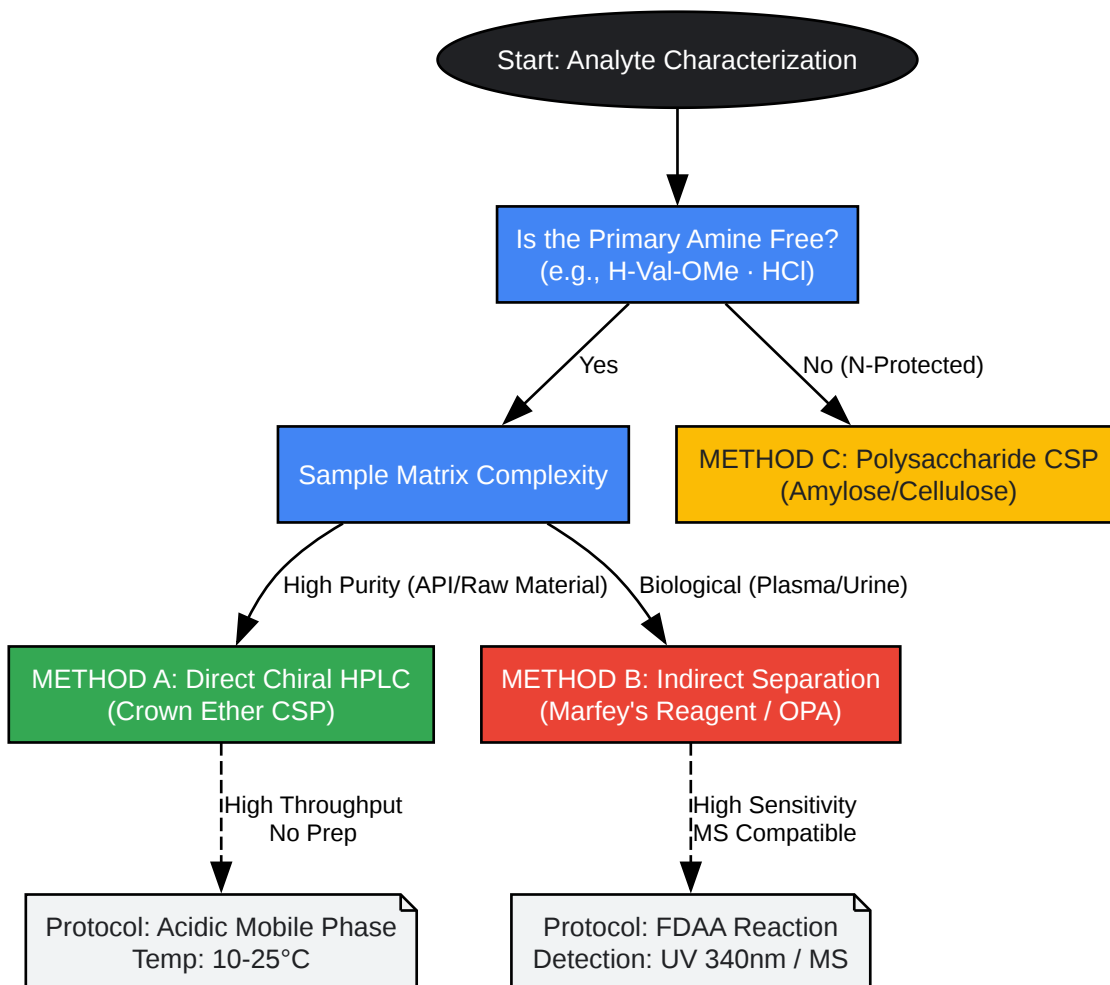 Start: Analyte Characterization
Is the Primary Amine Free?
(e.g., H-Val-OMe · HCl)
Yes
No (N-Protected)
Sample Matrix Complexity
METHOD C: Polysaccharide CSP
(Amylose/Cellulose)
High Purity (API/Raw Material)
Biological (Plasma/Urine)
METHOD A: Direct Chiral HPLC
(Crown Ether CSP)
METHOD B: Indirect Separation
(Marfey's Reagent / OPA)
High Throughput
No Prep
High Sensitivity
MS Compatible
Protocol: Acidic Mobile Phase
Temp: 10-25°C
Protocol: FDAA Reaction
Detection: UV 340nm / MS